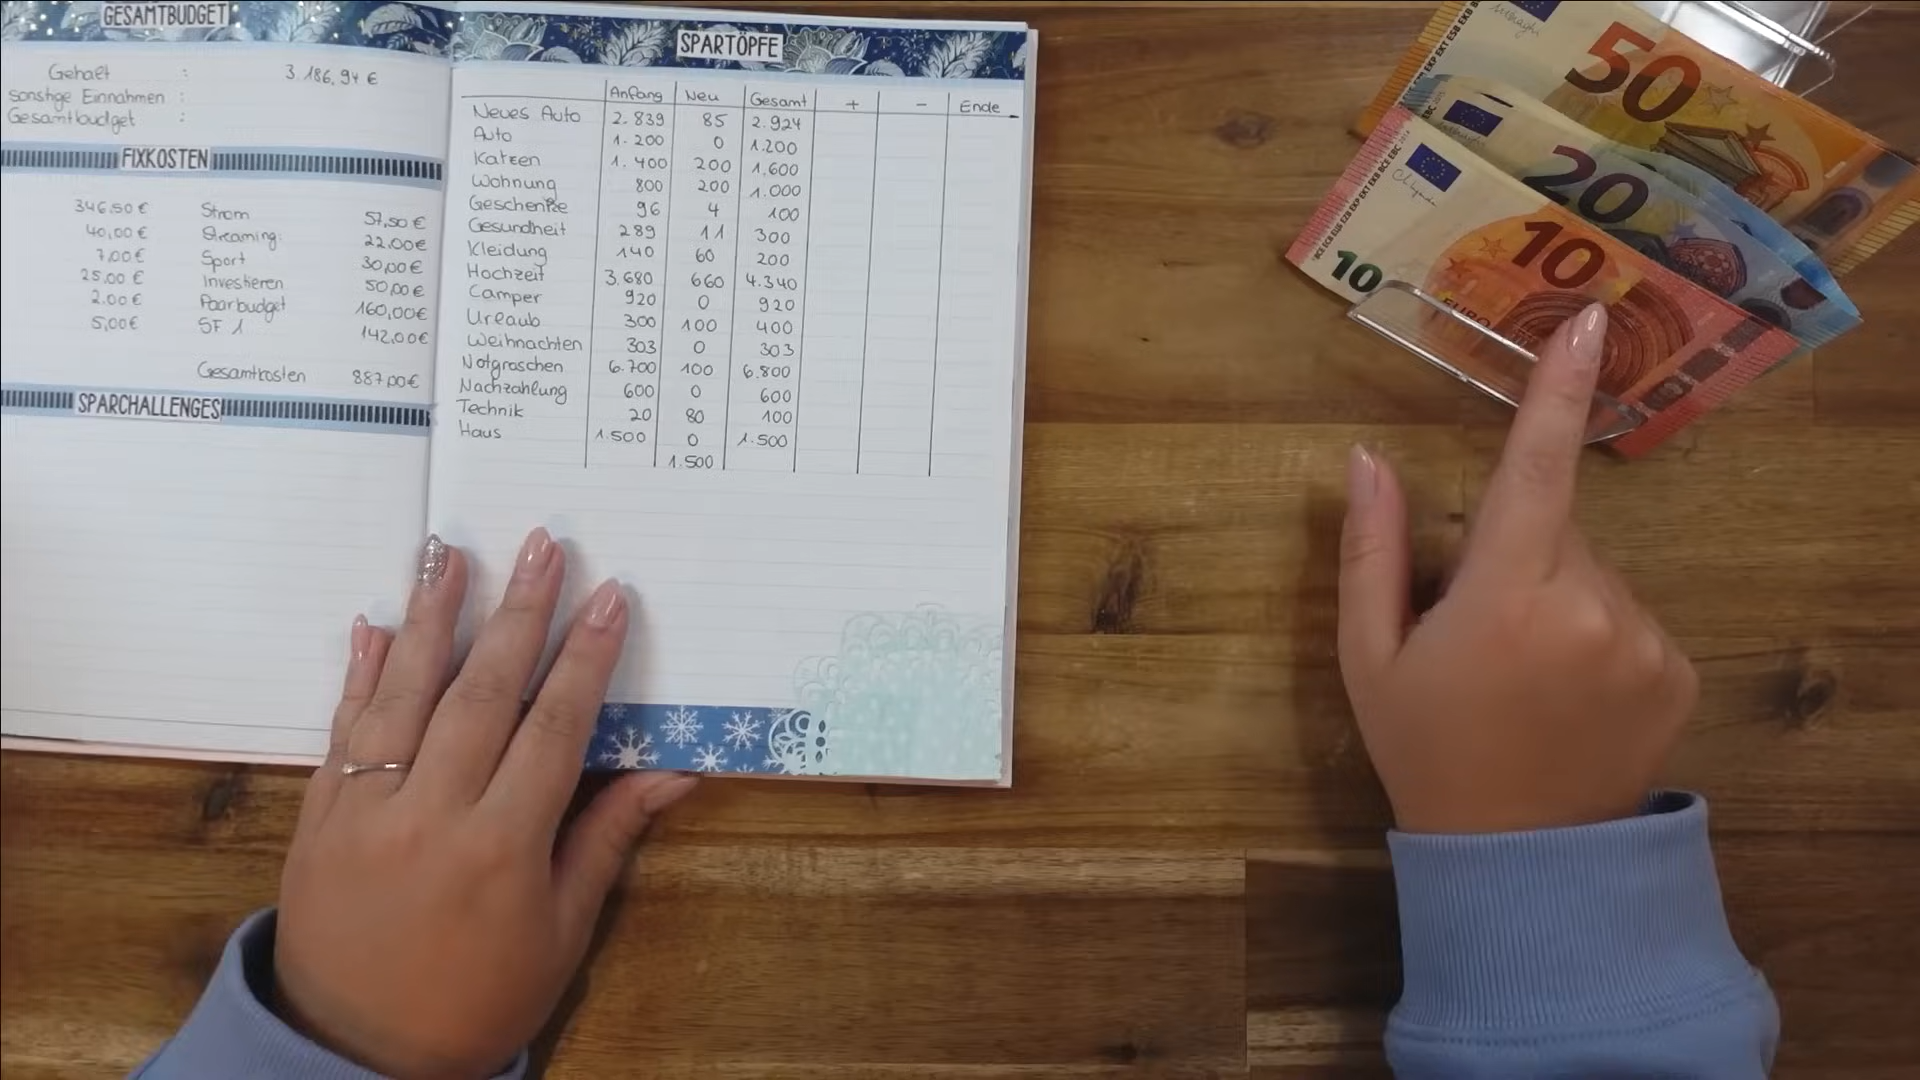 GESAMTBUDGET
Gehalt : 3.186,94 €
Sonstige Einnahmen :
Gesamtbudget :
FIXKOSTEN
346,50 € Strom 57,50 €
40,00 € Streaming 22,00 €
7,00 € Sport 30,00 €
25,00 € Investieren 50,00 €
2,00 € Paarbudget 160,00 €
5,00 € SF 1 142,00 €
Gesamtkosten 887,00 €
SPARCHALLENGES
SPARTÖPFE
Anfang Neu Gesamt + - Ende
Neues Auto 2.839 85 2.924
Auto 1.200 0 1.200
Katzen 1.400 200 1.600
Wohnung 800 200 1.000
Geschenke 96 4 100
Gesundheit 289 11 300
Kleidung 140 60 200
Hochzeit 3.680 660 4.340
Camper 920 0 920
Urlaub 300 100 400
Weihnachten 303 0 303
Notgroschen 6.700 100 6.800
Nachzahlung 600 0 600
Technik 20 80 100
Haus 1.500 0 1.500
1.500
50
20
10
10
EURO